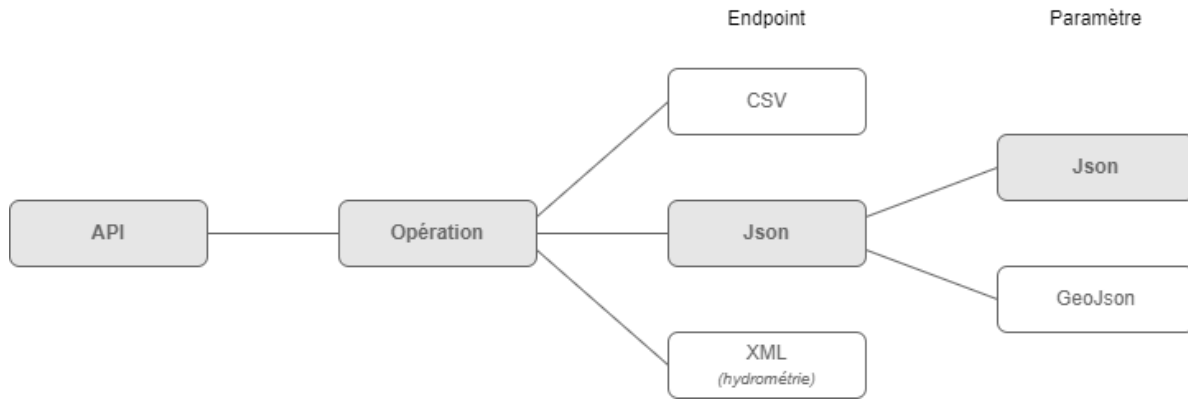 Endpoint
Paramètre
CSV
Json
API
Opération
Json
GeoJson
XML
(hydrométrie)